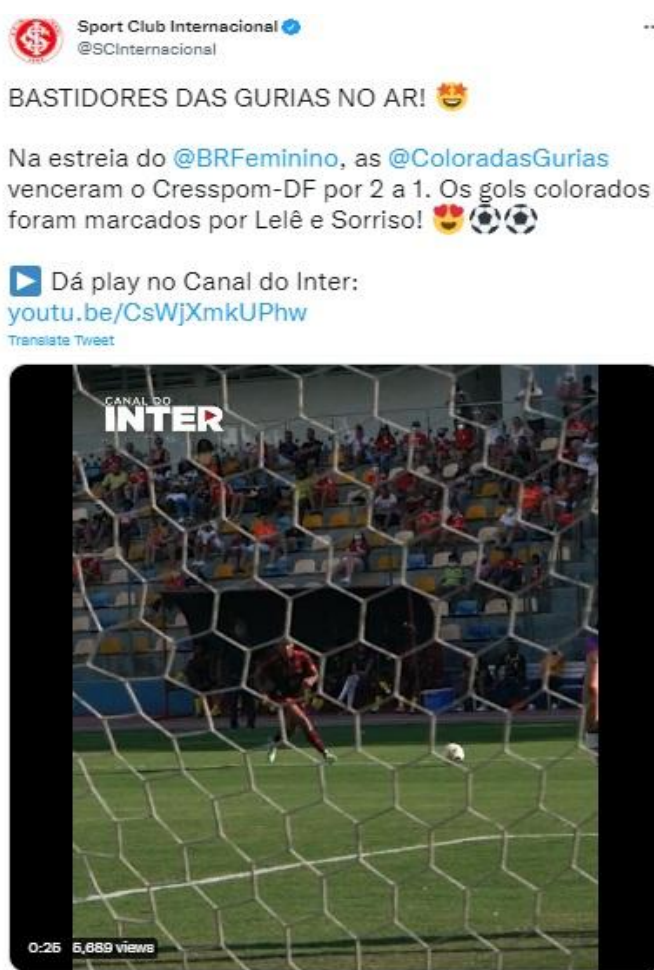 Sport Club Internacional
@SCInternacional
BASTIDORES DAS GURIAS NO AR! 🤩
Na estreia do @BRFeminino, as @ColoradasGurias
venceram o Cresspom-DF por 2 a 1. Os gols colorados
foram marcados por Lelê e Sorriso! 😍⚽⚽
▶️ Dá play no Canal do Inter:
youtu.be/CsWjXmkUPhw
Translate Tweet
CANAL DO
INTER
0:25 5,689 views